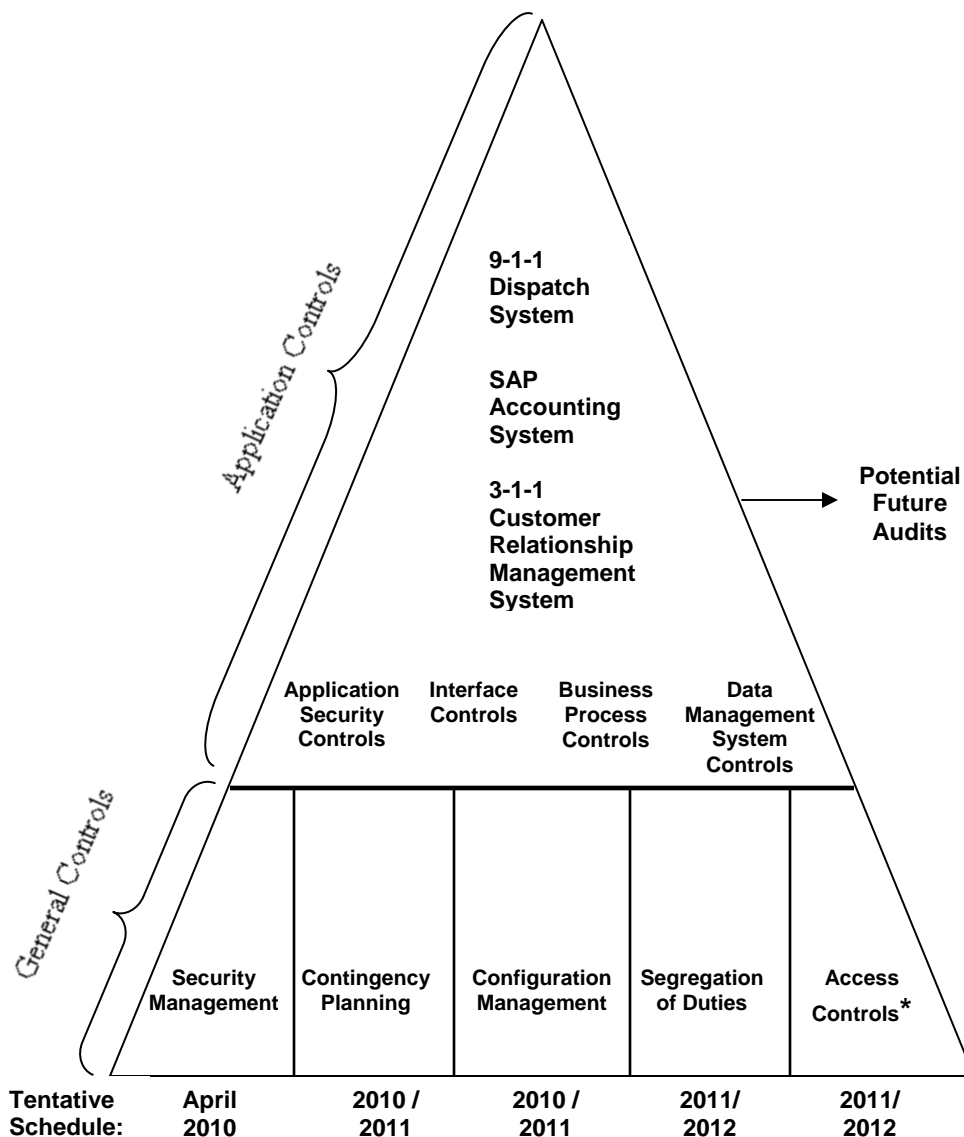 Application Controls
9-1-1
Dispatch
System
SAP
Accounting
System
3-1-1
Customer
Relationship
Management
System
Potential
Future
Audits
Application
Security
Controls
Interface
Controls
Business
Process
Controls
Data
Management
System
Controls
General Controls
Security
Management
Contingency
Planning
Configuration
Management
Segregation
of Duties
Access
Controls*
Tentative
Schedule:
April
2010
2010 /
2011
2010 /
2011
2011/
2012
2011/
2012